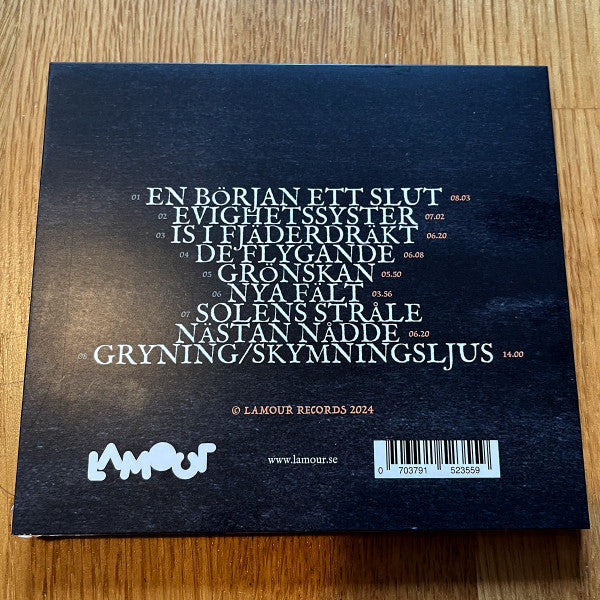 01 EN BÖRJAN ETT SLUT 08.03
02 EVIGHETSSYSTER 07.02
03 IS I FJÄDERDRÄKT 06.20
04 DE FLYGANDE 06.08
05 GRÖNSKAN 05.50
06 NYA FÄLT 03.56
07 SOLENS STRÅLE
NÄSTAN NÅDDE 06.20
08 GRYNING/SKYMNINGSLJUS 14.00
© LAMOUR RECORDS 2024
LAMOUR
www.lamour.se
0 703791 523559